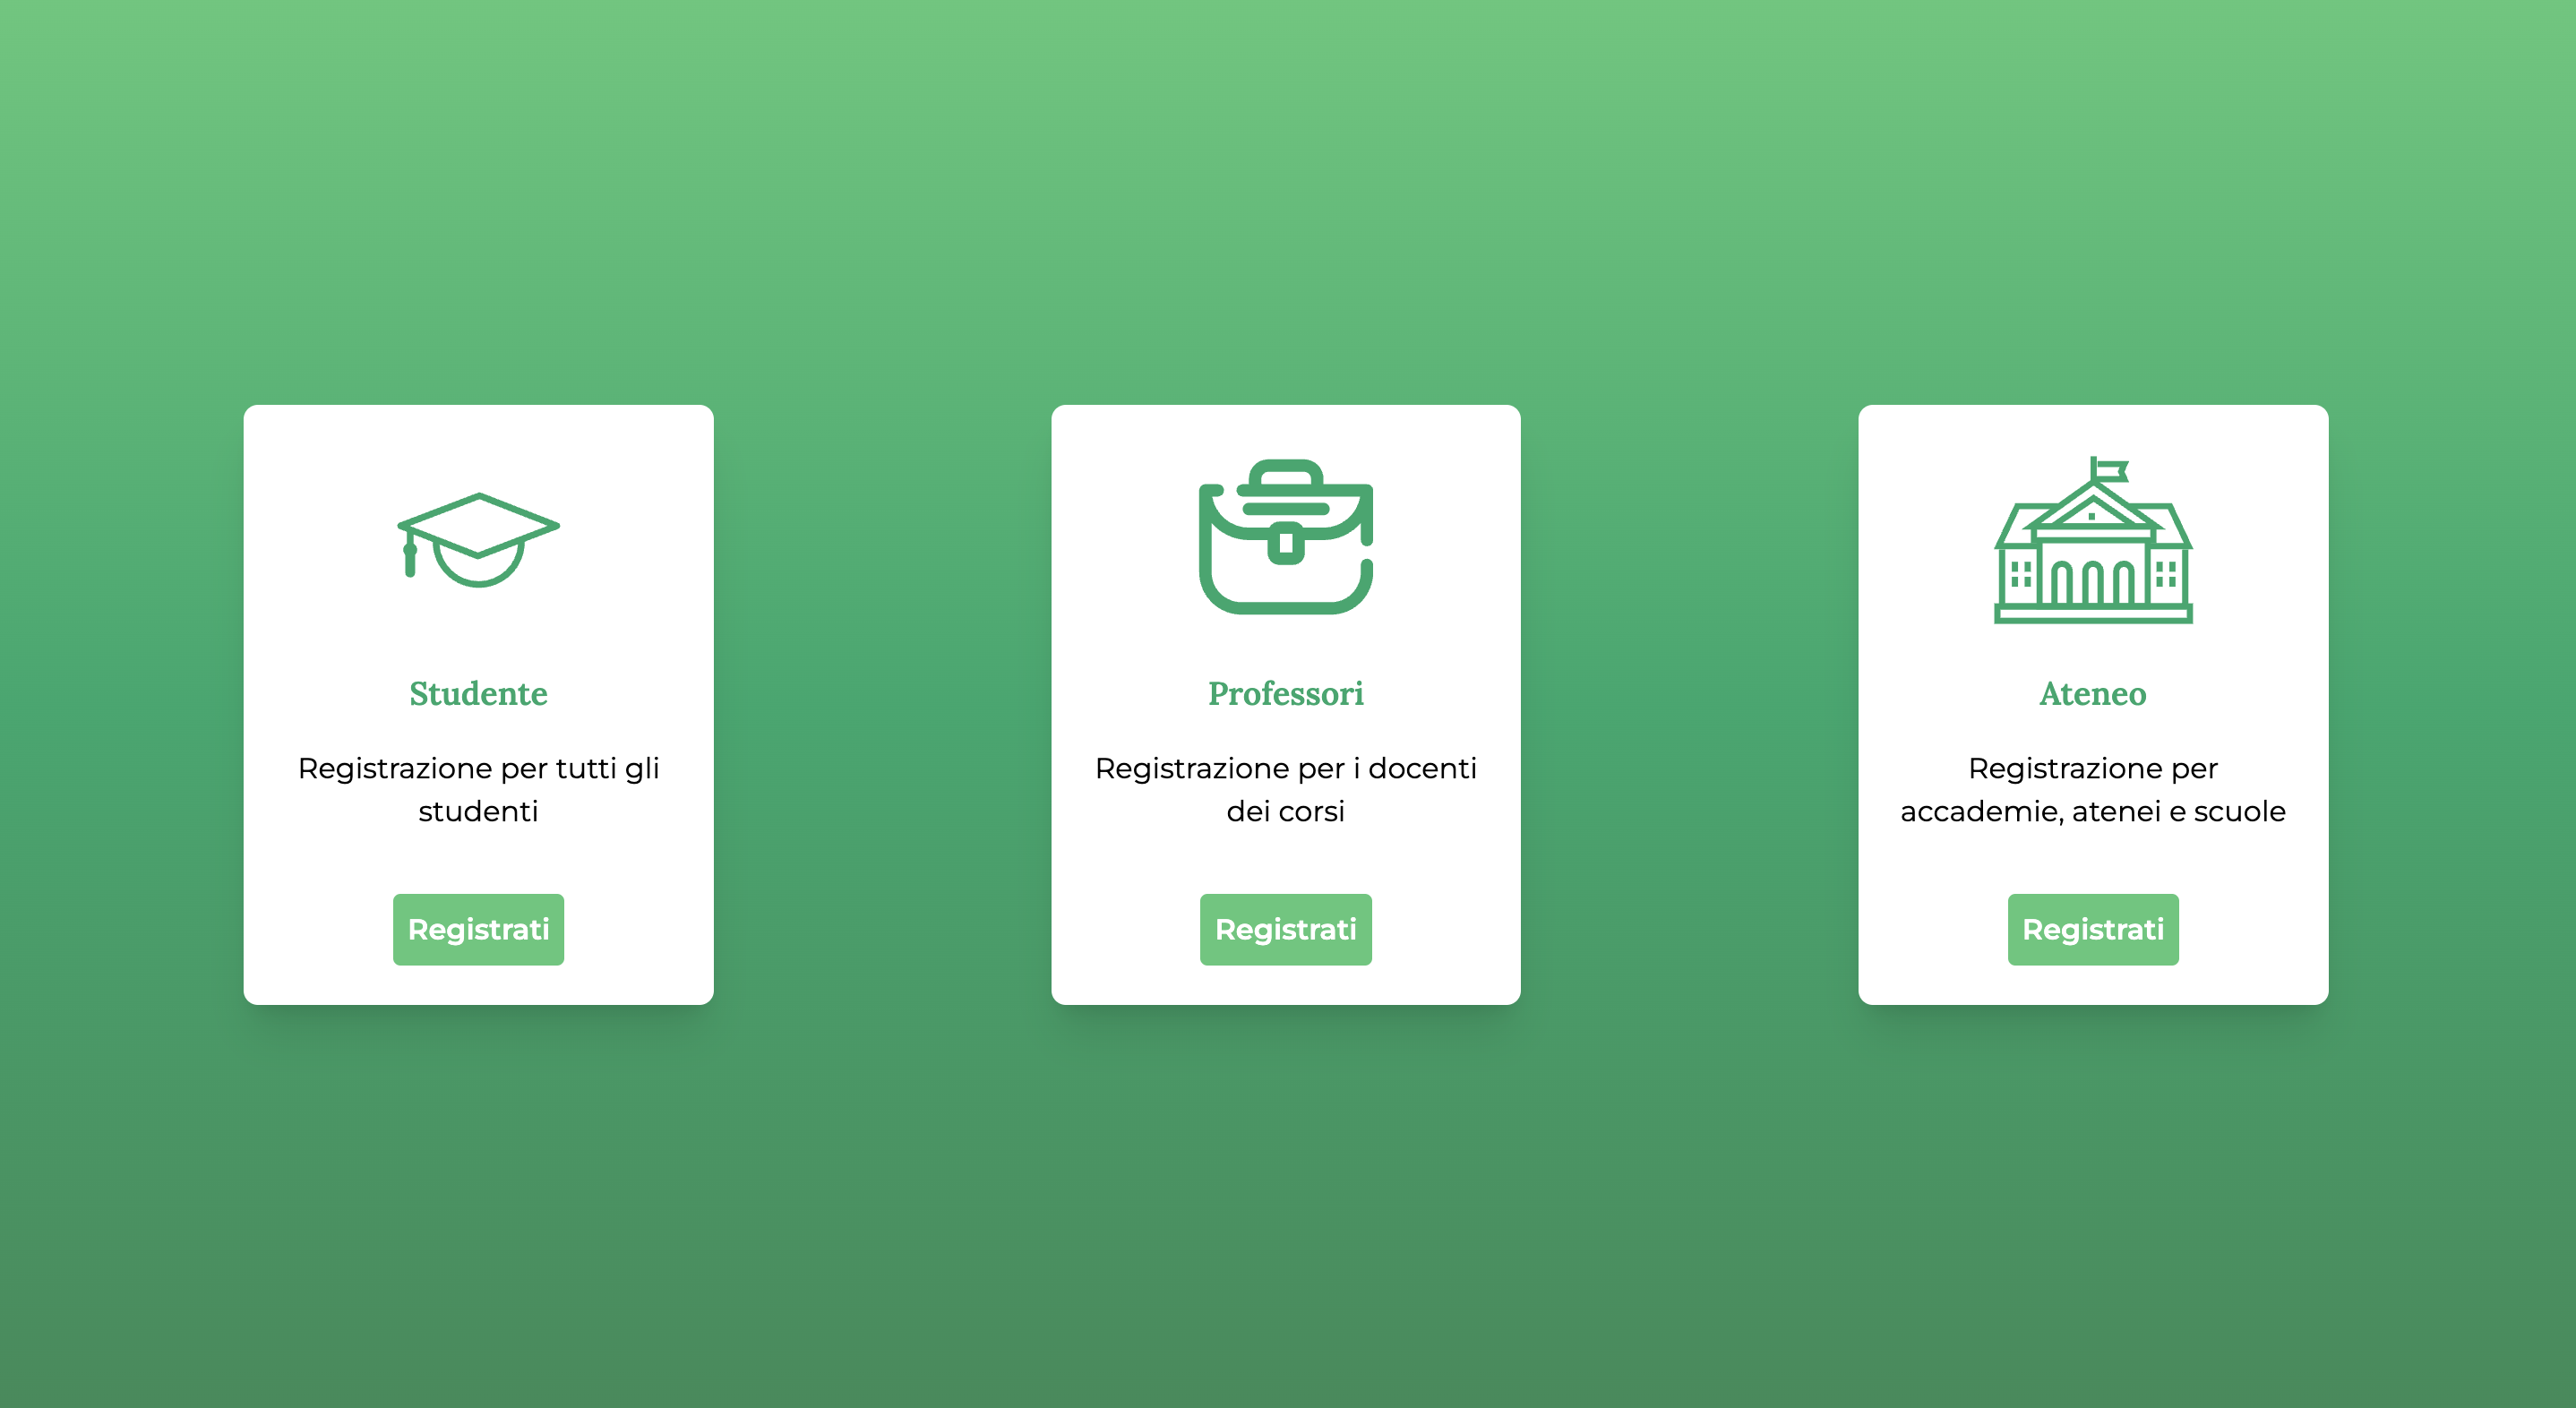 Studente
Registrazione per tutti gli
studenti
Registrati
Professori
Registrazione per i docenti
dei corsi
Registrati
Ateneo
Registrazione per
accademie, atenei e scuole
Registrati